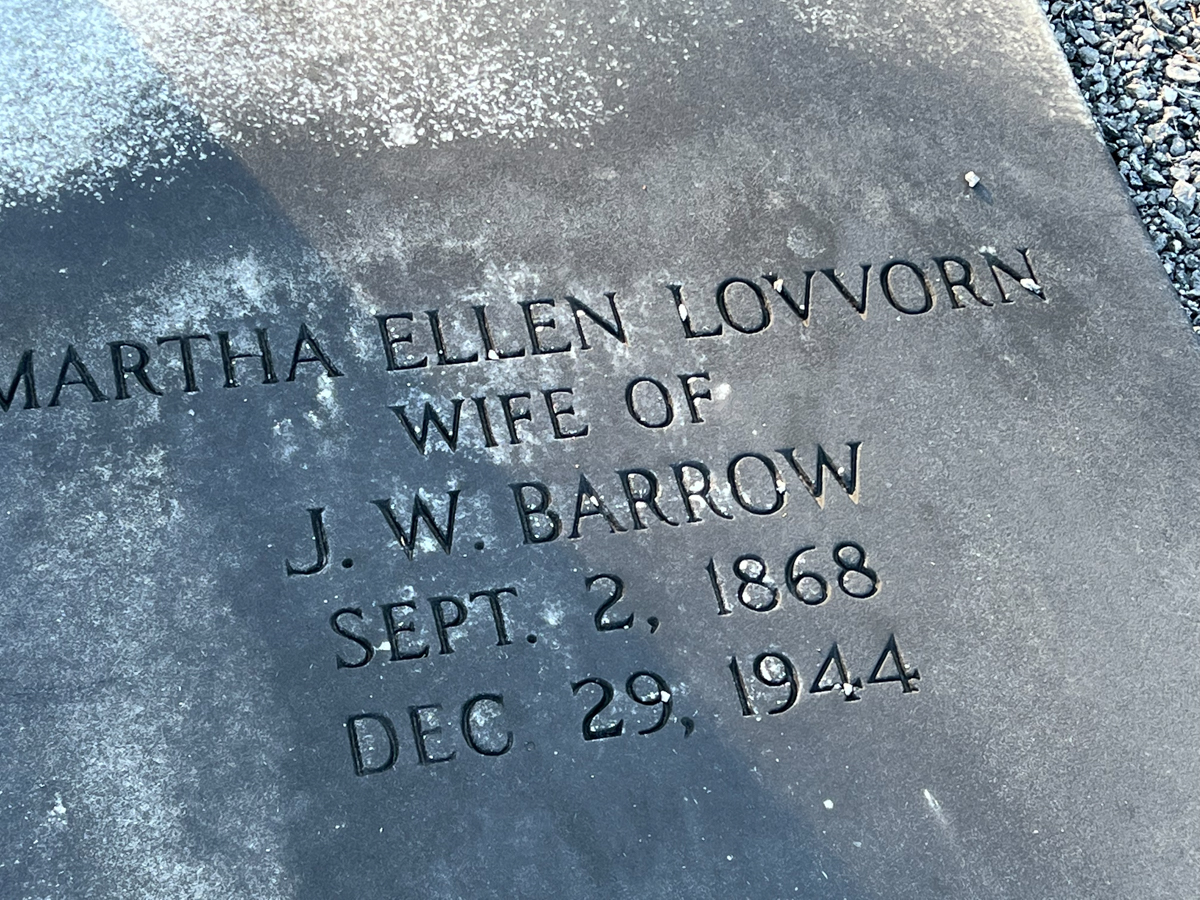 MARTHA ELLEN LOVVORN
WIFE OF
J. W. BARROW
SEPT. 2, 1868
DEC 29, 1944